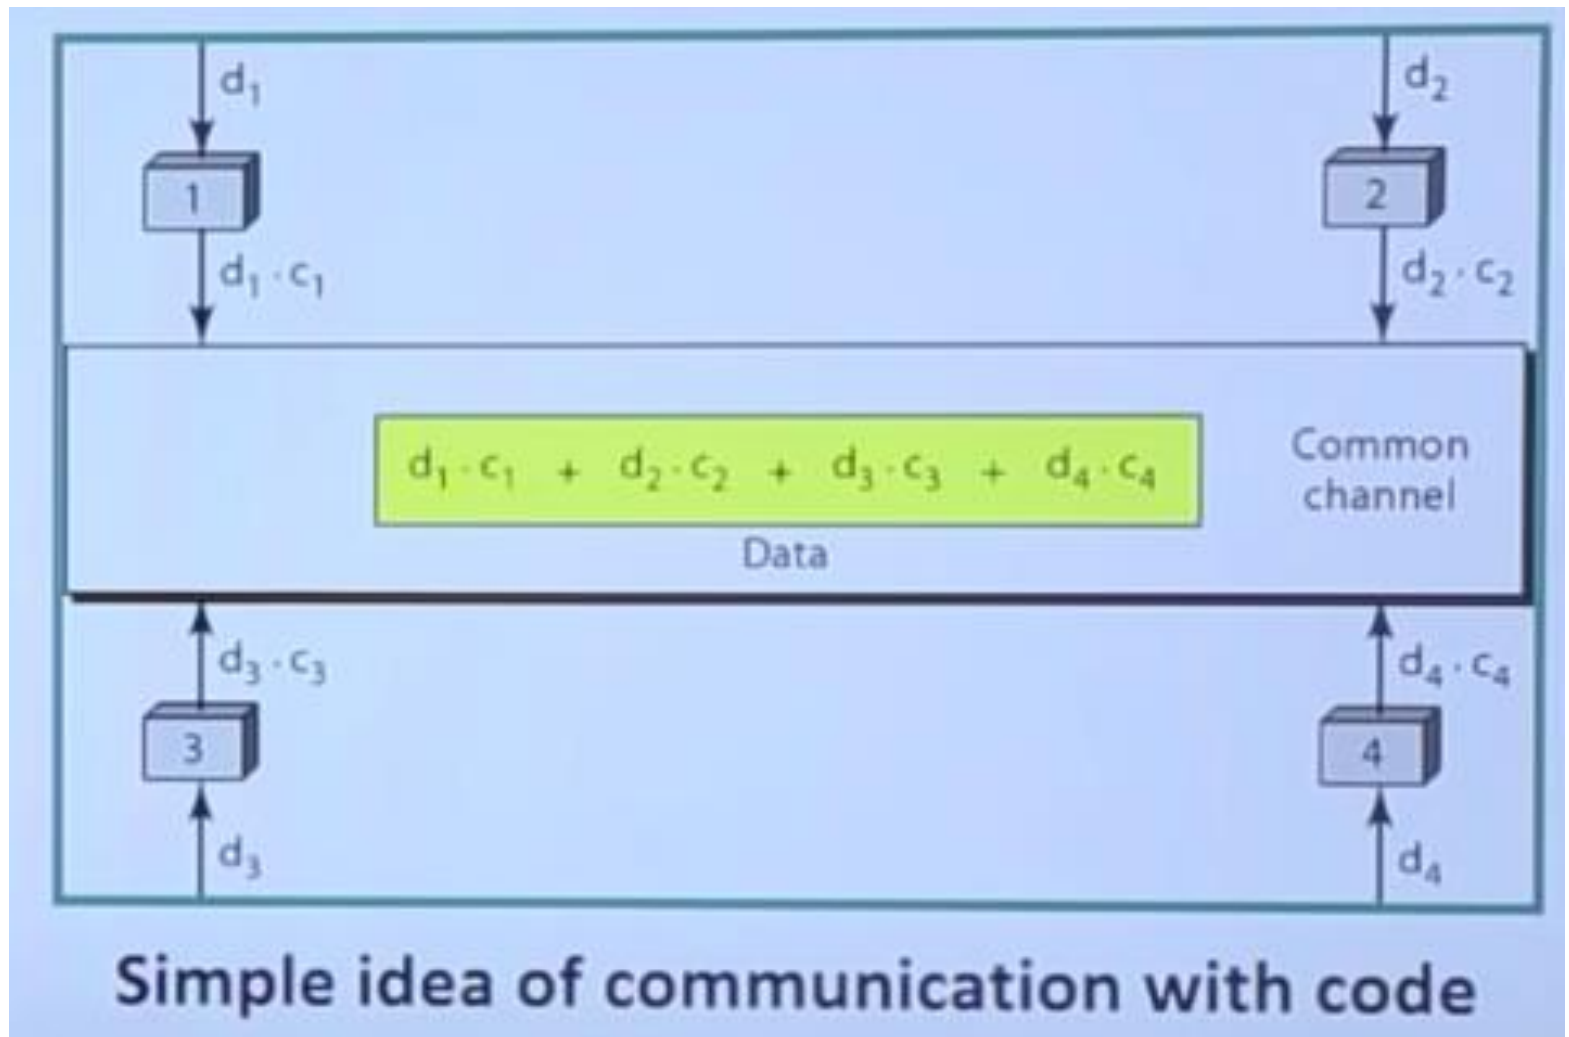 d₁ d₂
1 2
d₁ · c₁ d₂ · c₂
d₁ · c₁ + d₂ · c₂ + d₃ · c₃ + d₄ · c₄
Common
channel
Data
d₃ · c₃ d₄ · c₄
3 4
d₃ d₄
Simple idea of communication with code